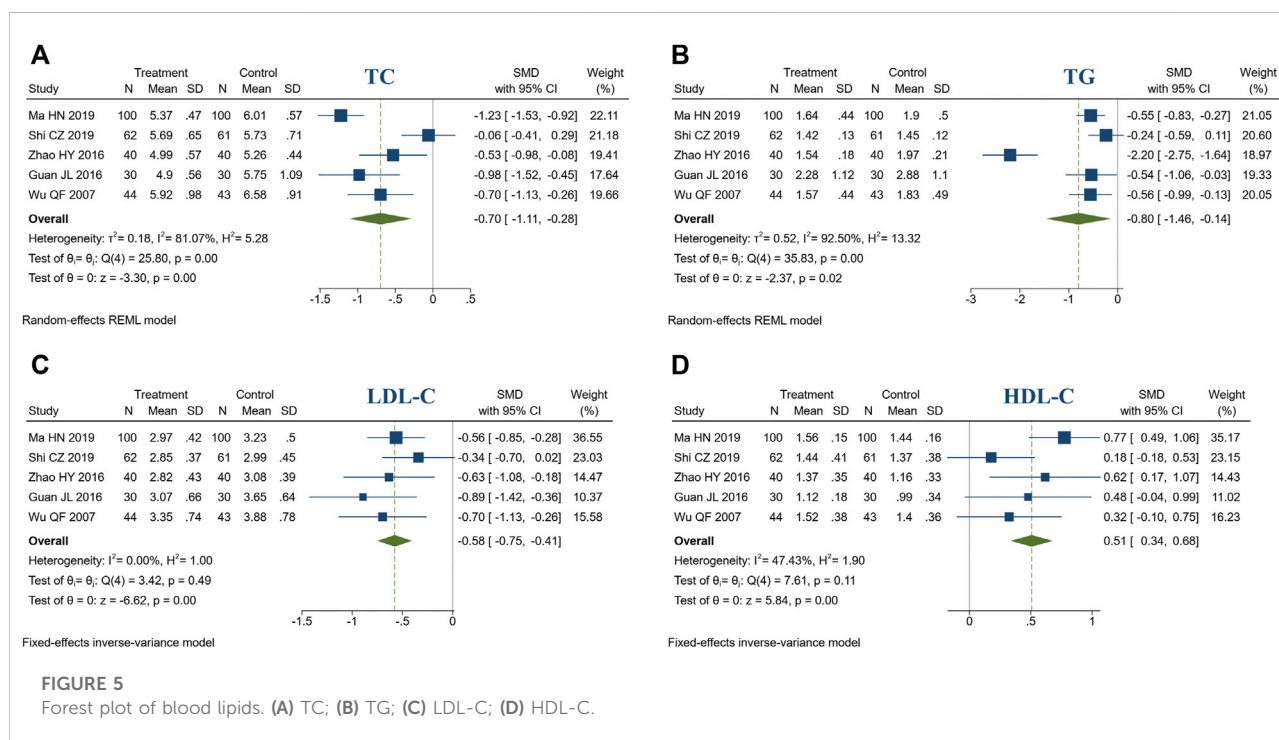 A
TC
Treatment Control SMD Weight
Study N Mean SD N Mean SD with 95% CI (%)
Ma HN 2019 100 5.37 .47 100 6.01 .57 -1.23 [ -1.53, -0.92] 22.11
Shi CZ 2019 62 5.69 .65 61 5.73 .71 -0.06 [ -0.41, 0.29] 21.18
Zhao HY 2016 40 4.99 .57 40 5.26 .44 -0.53 [ -0.98, -0.08] 19.41
Guan JL 2016 30 4.9 .56 30 5.75 1.09 -0.98 [ -1.52, -0.45] 17.64
Wu QF 2007 44 5.92 .98 43 6.58 .91 -0.70 [ -1.13, -0.26] 19.66
Overall -0.70 [ -1.11, -0.28]
Heterogeneity: τ²= 0.18, I²= 81.07%, H²= 5.28
Test of θᵢ= θⱼ: Q(4) = 25.80, p = 0.00
Test of θ = 0: z = -3.30, p = 0.00
-1.5 -1 -.5 0 .5
Random-effects REML model
B
TG
Treatment Control SMD Weight
Study N Mean SD N Mean SD with 95% CI (%)
Ma HN 2019 100 1.64 .44 100 1.9 .5 -0.55 [ -0.83, -0.27] 21.05
Shi CZ 2019 62 1.42 .13 61 1.45 .12 -0.24 [ -0.59, 0.11] 20.60
Zhao HY 2016 40 1.54 .18 40 1.97 .21 -2.20 [ -2.75, -1.64] 18.97
Guan JL 2016 30 2.28 1.12 30 2.88 1.1 -0.54 [ -1.06, -0.03] 19.33
Wu QF 2007 44 1.57 .44 43 1.83 .49 -0.56 [ -0.99, -0.13] 20.05
Overall -0.80 [ -1.46, -0.14]
Heterogeneity: τ²= 0.52, I²= 92.50%, H²= 13.32
Test of θᵢ= θⱼ: Q(4) = 35.83, p = 0.00
Test of θ = 0: z = -2.37, p = 0.02
-3 -2 -1 0
Random-effects REML model
C
LDL-C
Treatment Control SMD Weight
Study N Mean SD N Mean SD with 95% CI (%)
Ma HN 2019 100 2.97 .42 100 3.23 .5 -0.56 [ -0.85, -0.28] 36.55
Shi CZ 2019 62 2.85 .37 61 2.99 .45 -0.34 [ -0.70, 0.02] 23.03
Zhao HY 2016 40 2.82 .43 40 3.08 .39 -0.63 [ -1.08, -0.18] 14.47
Guan JL 2016 30 3.07 .66 30 3.65 .64 -0.89 [ -1.42, -0.36] 10.37
Wu QF 2007 44 3.35 .74 43 3.88 .78 -0.70 [ -1.13, -0.26] 15.58
Overall -0.58 [ -0.75, -0.41]
Heterogeneity: I²= 0.00%, H²= 1.00
Test of θᵢ= θⱼ: Q(4) = 3.42, p = 0.49
Test of θ = 0: z = -6.62, p = 0.00
-1 -.5 0
Fixed-effects inverse-variance model
D
HDL-C
Treatment Control SMD Weight
Study N Mean SD N Mean SD with 95% CI (%)
Ma HN 2019 100 1.56 .15 100 1.44 .16 0.77 [ 0.49, 1.06] 35.17
Shi CZ 2019 62 1.44 .41 61 1.37 .38 0.18 [ -0.18, 0.53] 23.15
Zhao HY 2016 40 1.37 .35 40 1.16 .33 0.62 [ 0.17, 1.07] 14.43
Guan JL 2016 30 1.12 .18 30 .99 .34 0.48 [ -0.04, 0.99] 11.02
Wu QF 2007 44 1.52 .38 43 1.4 .36 0.32 [ -0.10, 0.75] 16.23
Overall 0.51 [ 0.34, 0.68]
Heterogeneity: I²= 47.43%, H²= 1.90
Test of θᵢ= θⱼ: Q(4) = 7.61, p = 0.11
Test of θ = 0: z = 5.84, p = 0.00
0 .5 1
Fixed-effects inverse-variance model
FIGURE 5
Forest plot of blood lipids. (A) TC; (B) TG; (C) LDL-C; (D) HDL-C.